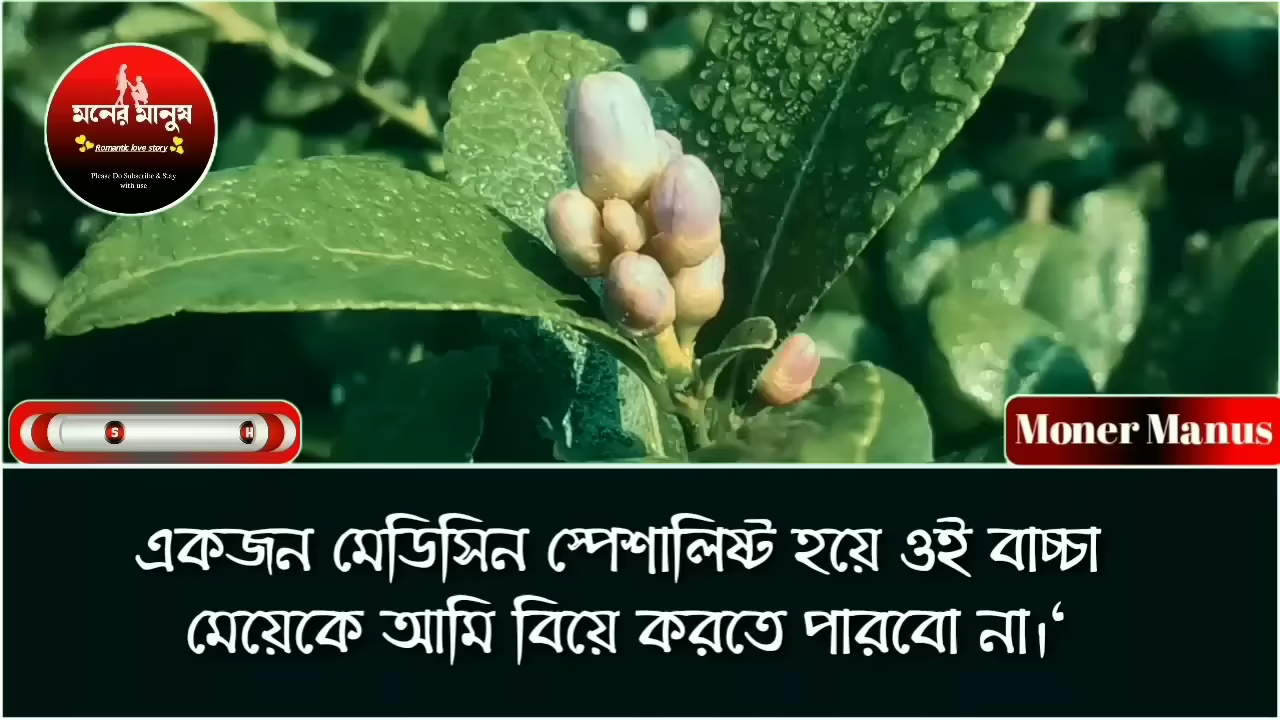 মনের মানুষ
Romantic love story
Please Do Subscribe & Stay
with use
S
H
Moner Manus
একজন মেডিসিন স্পেশালিষ্ট হয়ে ওই বাচ্চা
মেয়েকে আমি বিয়ে করতে পারবো না।‘